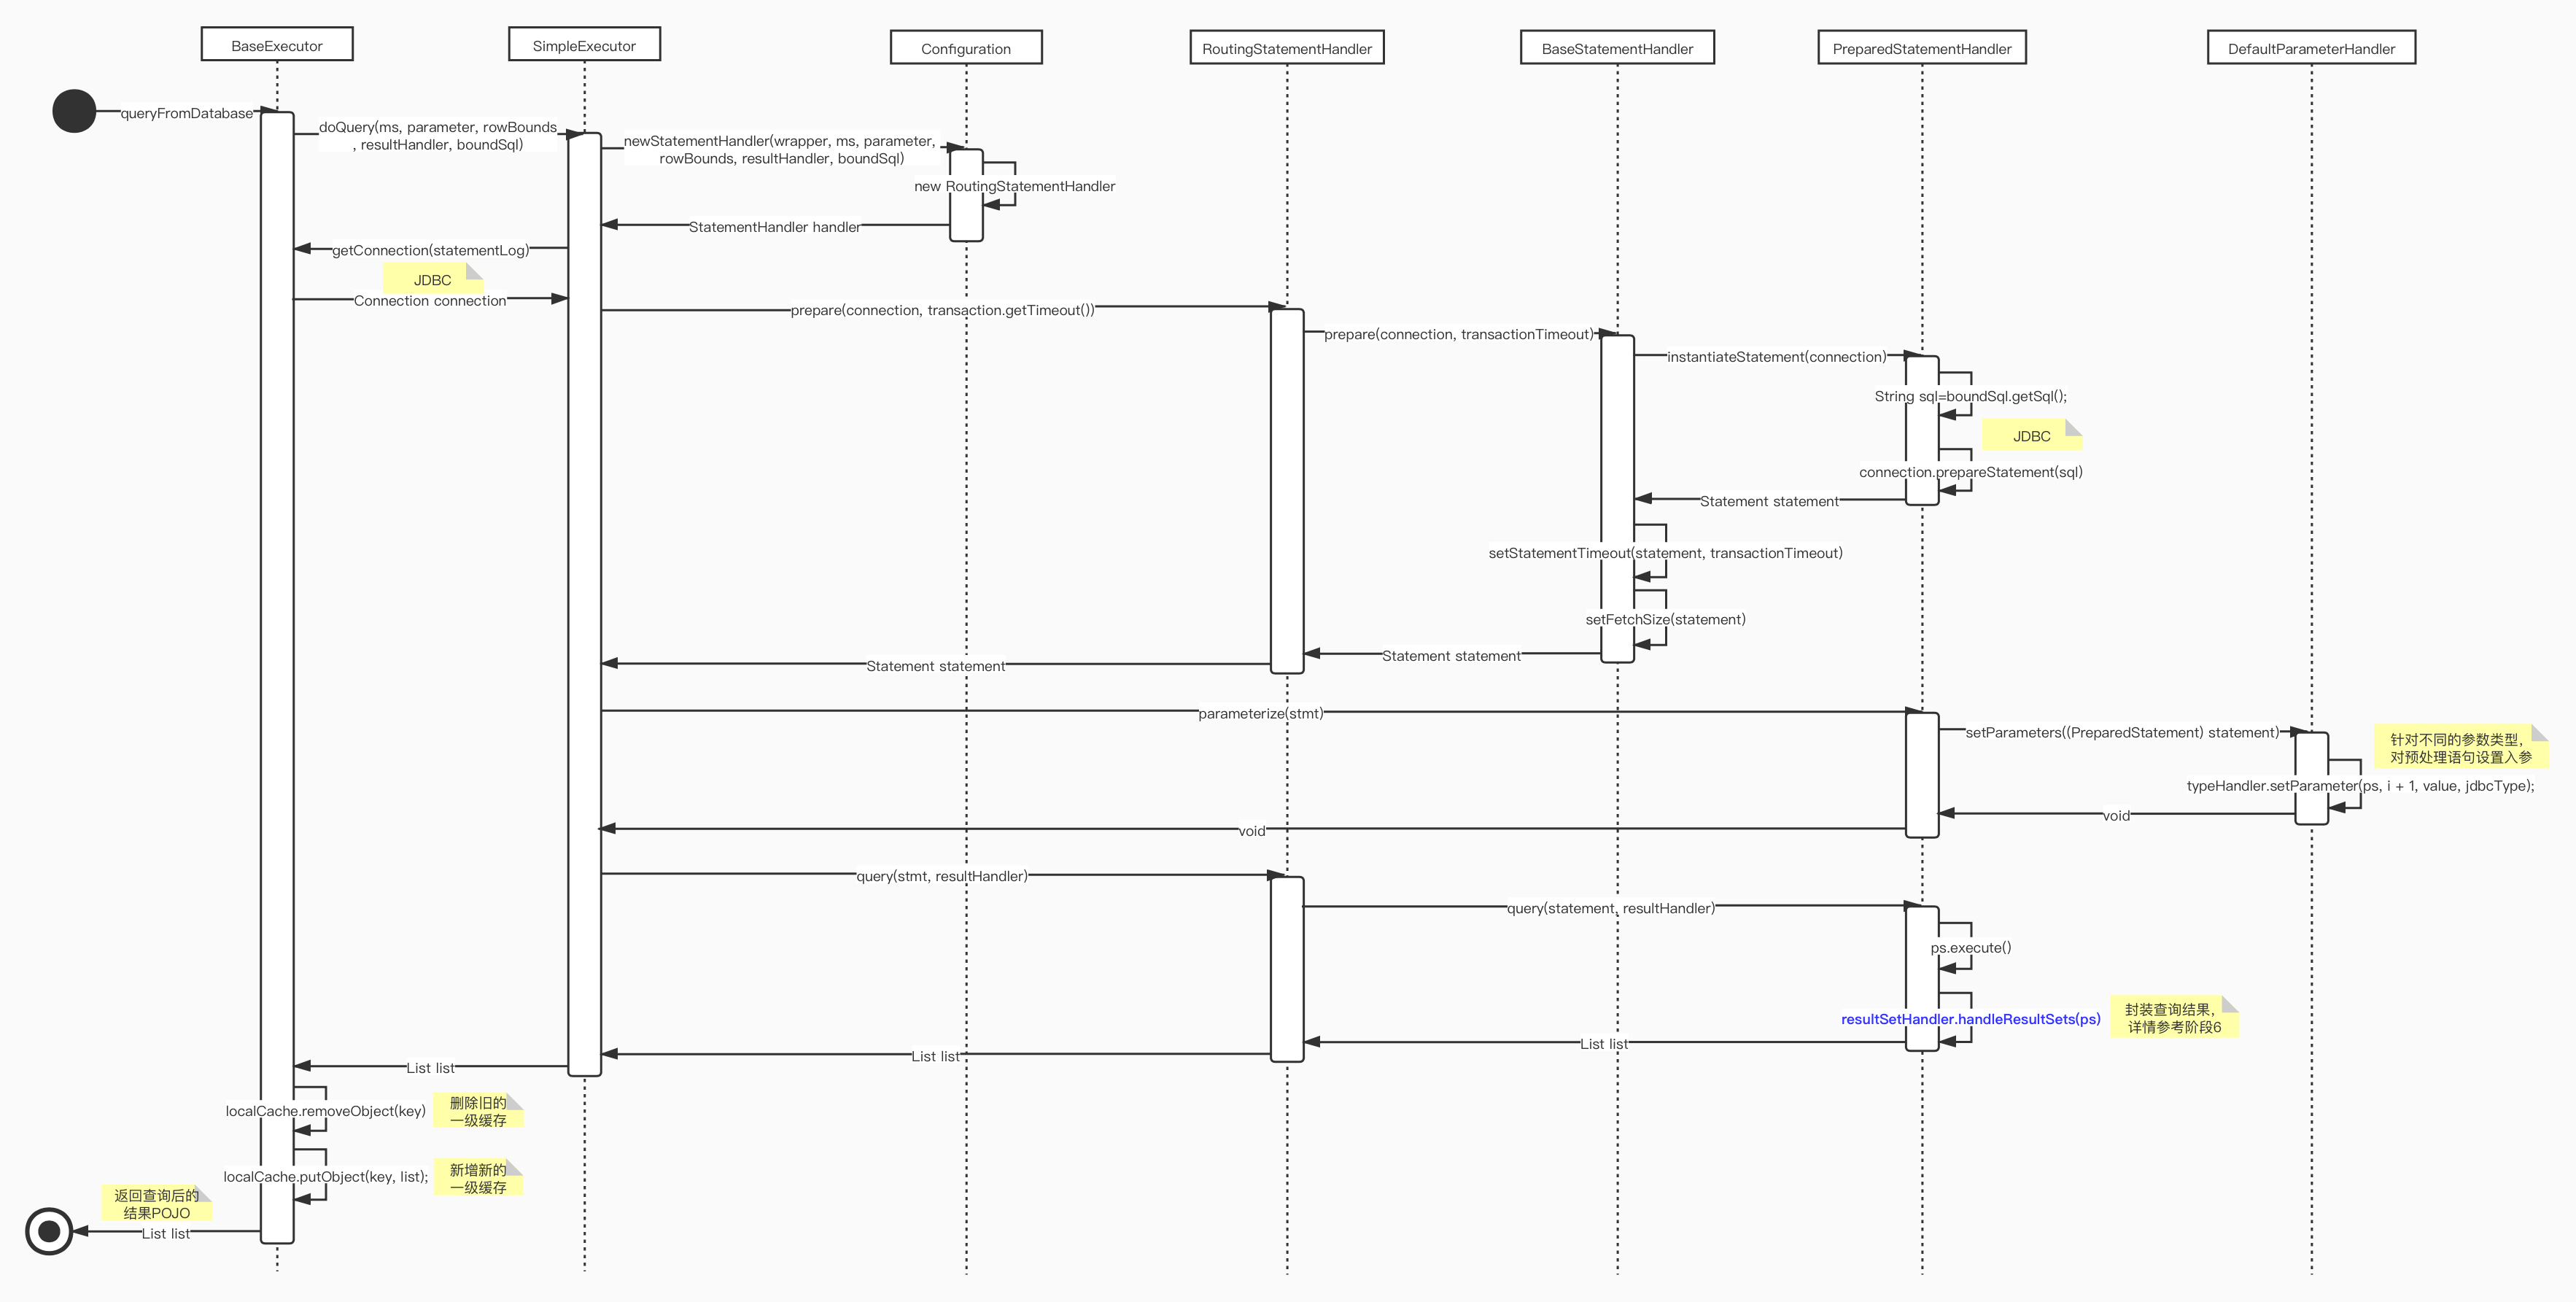 BaseExecutor
SimpleExecutor
Configuration
RoutingStatementHandler
BaseStatementHandler
PreparedStatementHandler
DefaultParameterHandler
queryFromDatabase
doQuery(ms, parameter, rowBounds
, resultHandler, boundSql)
newStatementHandler(wrapper, ms, parameter,
rowBounds, resultHandler, boundSql)
new RoutingStatementHandler
StatementHandler handler
getConnection(statementLog)
JDBC
Connection connection
prepare(connection, transaction.getTimeout())
prepare(connection, transactionTimeout)
instantiateStatement(connection)
String sql=boundSql.getSql();
JDBC
connection.prepareStatement(sql)
Statement statement
setStatementTimeout(statement, transactionTimeout)
setFetchSize(statement)
Statement statement
Statement statement
parameterize(stmt)
setParameters((PreparedStatement) statement)
针对不同的参数类型，
对预处理语句设置入参
typeHandler.setParameter(ps, i + 1, value, jdbcType);
void
void
query(stmt, resultHandler)
query(statement, resultHandler)
ps.execute()
resultSetHandler.handleResultSets(ps)
封装查询结果，
详情参考阶段6
List list
List list
List list
localCache.removeObject(key)
删除旧的
一级缓存
localCache.putObject(key, list);
新增新的
一级缓存
返回查询后的
结果POJO
List list